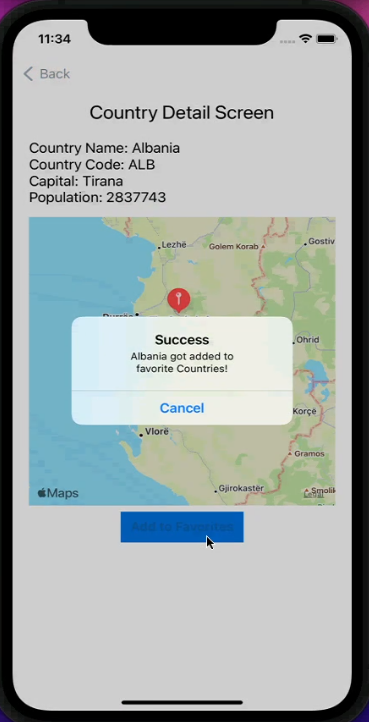 11:34
Back
Country Detail Screen
Country Name: Albania
Country Code: ALB
Capital: Tirana
Population: 2837743
Lezhë
Golem Korab
Gostiv
Success
Albania got added to
favorite Countries!
Ohrid
Cancel
Korçë
Vlorë
Gramos
Gjirokastër
Smolik
Maps
Legal
Add to Favorites